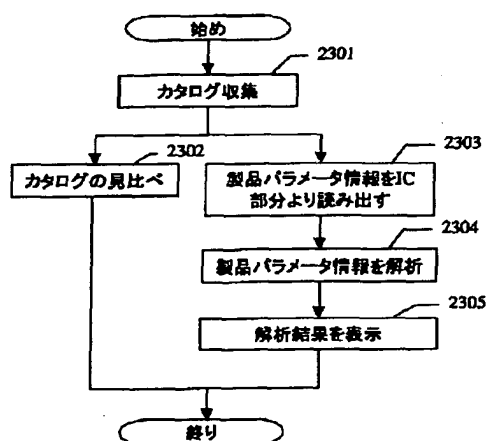 始め
2301
カタログ収集
2302
カタログの見比べ
2303
製品パラメータ情報をIC
部分より読み出す
2304
製品パラメータ情報を解析
2305
解析結果を表示
終り